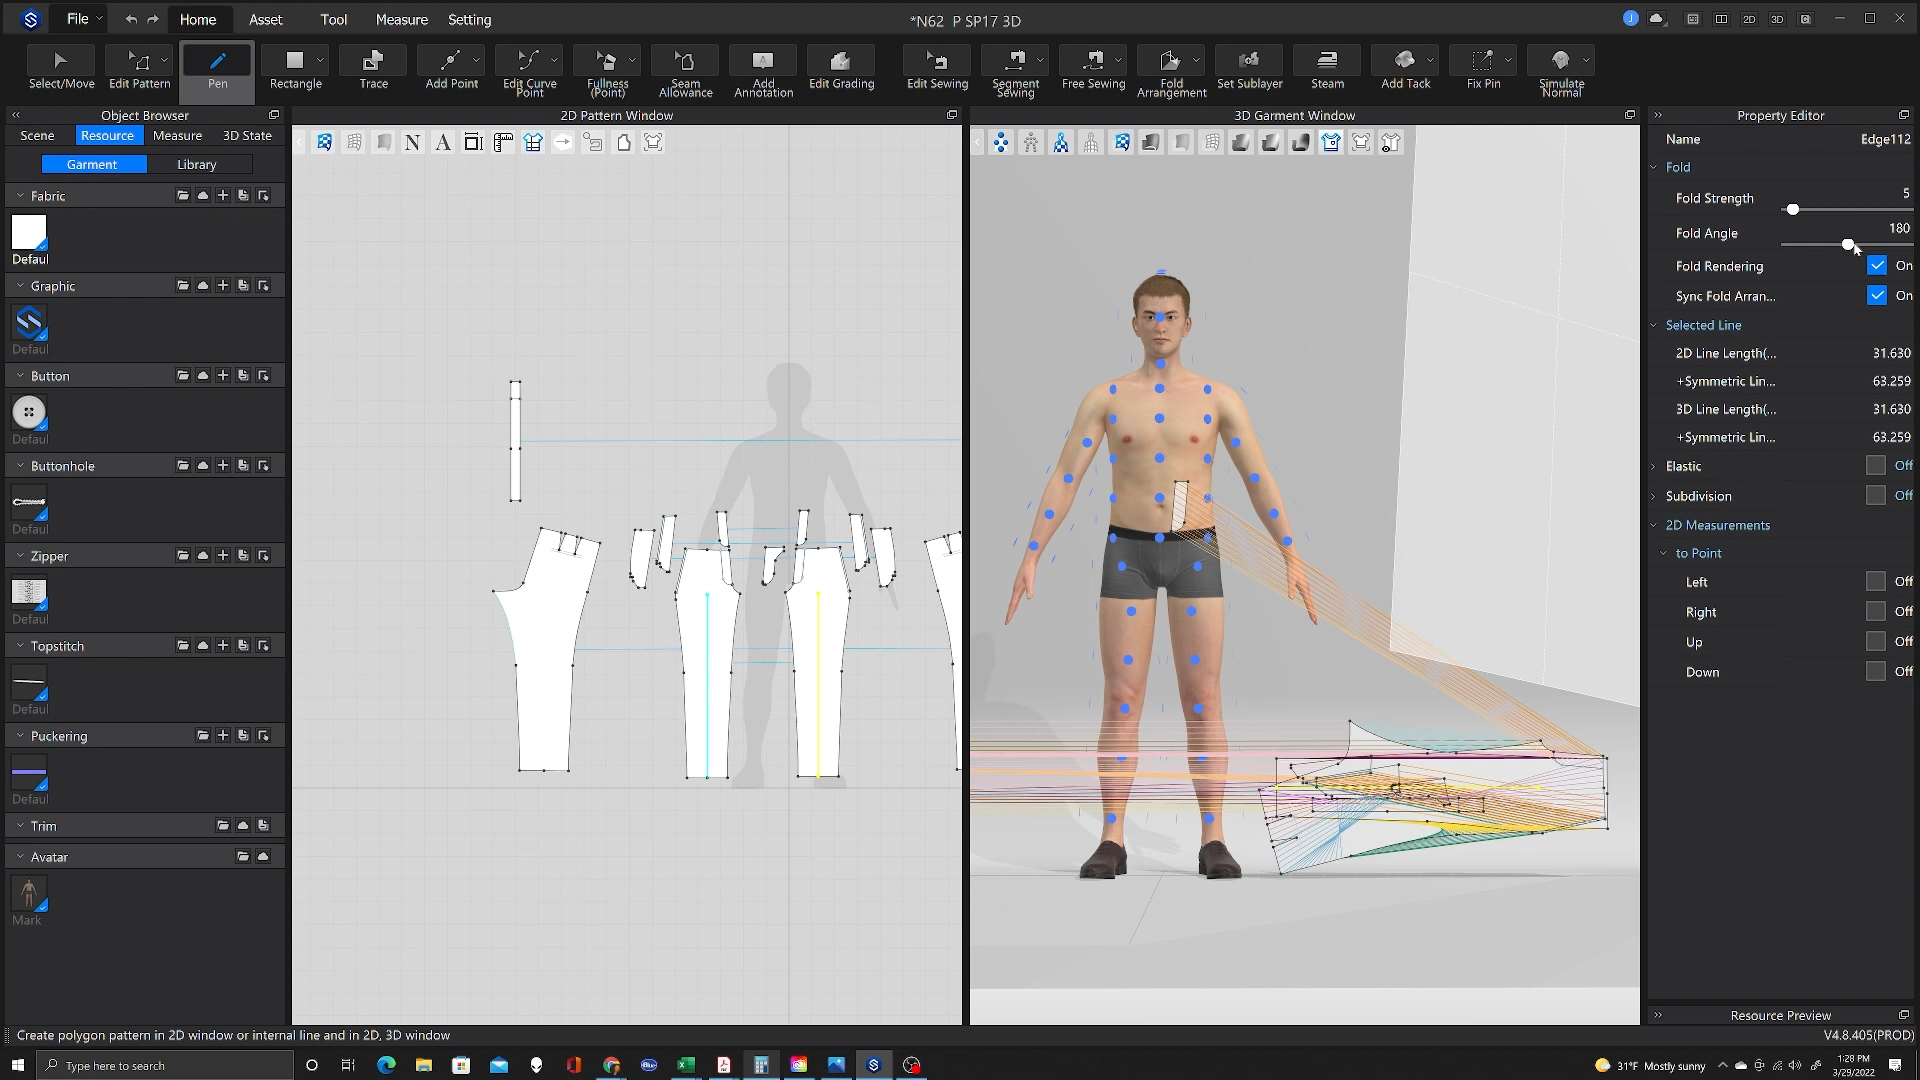 File Home Asset Tool Measure Setting *N62 P SP17 3D
Select/Move Edit Pattern Pen Rectangle Trace Add Point Edit Curve Point Fullness (Point) Seam Allowance Add Annotation Edit Grading Edit Sewing Segment Sewing Free Sewing Fold Arrangement Set Sublayer Steam Add Tack Fix Pin Simulate Normal
Object Browser
Scene Resource Measure 3D State
Garment Library
Fabric
Defaul
Graphic
Defaul
Button
Defaul
Buttonhole
Defaul
Zipper
Defaul
Topstitch
Defaul
Puckering
Defaul
Trim
Avatar
Mark
2D Pattern Window
3D Garment Window
Property Editor
Name Edge112
Fold
Fold Strength 5
Fold Angle 180
Fold Rendering On
Sync Fold Arran... On
Selected Line
2D Line Length(... 31.630
+Symmetric Lin... 63.259
3D Line Length(... 31.630
+Symmetric Lin... 63.259
Elastic Off
Subdivision Off
2D Measurements
to Point
Left Off
Right Off
Up Off
Down Off
Resource Preview
Create polygon pattern in 2D window or internal line and in 2D, 3D window
V4.8.405(PROD)
Type here to search
31°F Mostly sunny
1:28 PM
3/29/2022